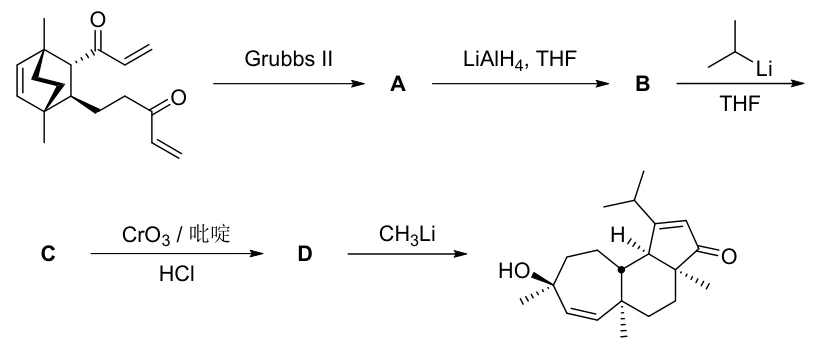 O
O
Grubbs II
A
LiAlH₄, THF
B
Li
THF
C
CrO₃ / 吡啶
HCl
D
CH₃Li
H
O
HO